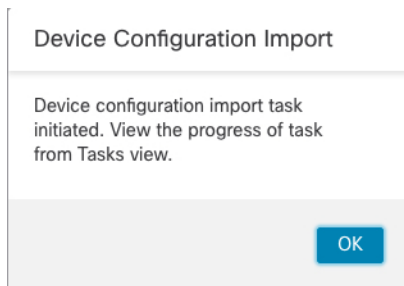 Device Configuration Import
Device configuration import task
initiated. View the progress of task
from Tasks view.
OK